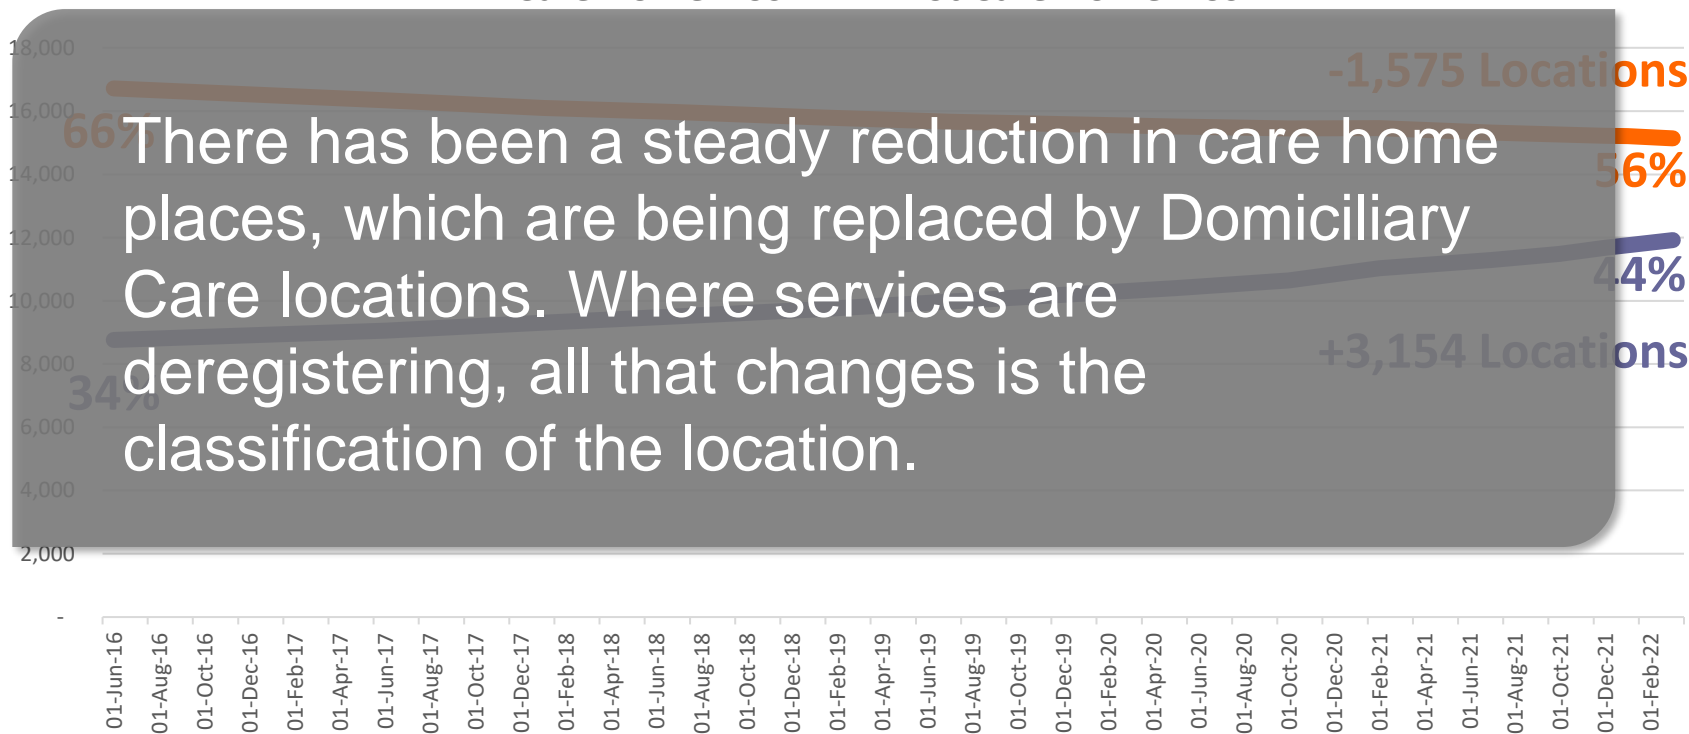 18,000
16,000
14,000
12,000
10,000
8,000
6,000
4,000
2,000
-
-1,575 Locations
66%
56%
44%
+3,154 Locations
34%
There has been a steady reduction in care home
places, which are being replaced by Domiciliary
Care locations. Where services are
deregistering, all that changes is the
classification of the location.
01-Jun-16
01-Aug-16
01-Oct-16
01-Dec-16
01-Feb-17
01-Apr-17
01-Jun-17
01-Aug-17
01-Oct-17
01-Dec-17
01-Feb-18
01-Apr-18
01-Jun-18
01-Aug-18
01-Oct-18
01-Dec-18
01-Feb-19
01-Apr-19
01-Jun-19
01-Aug-19
01-Oct-19
01-Dec-19
01-Feb-20
01-Apr-20
01-Jun-20
01-Aug-20
01-Oct-20
01-Dec-20
01-Feb-21
01-Apr-21
01-Jun-21
01-Aug-21
01-Oct-21
01-Dec-21
01-Feb-22